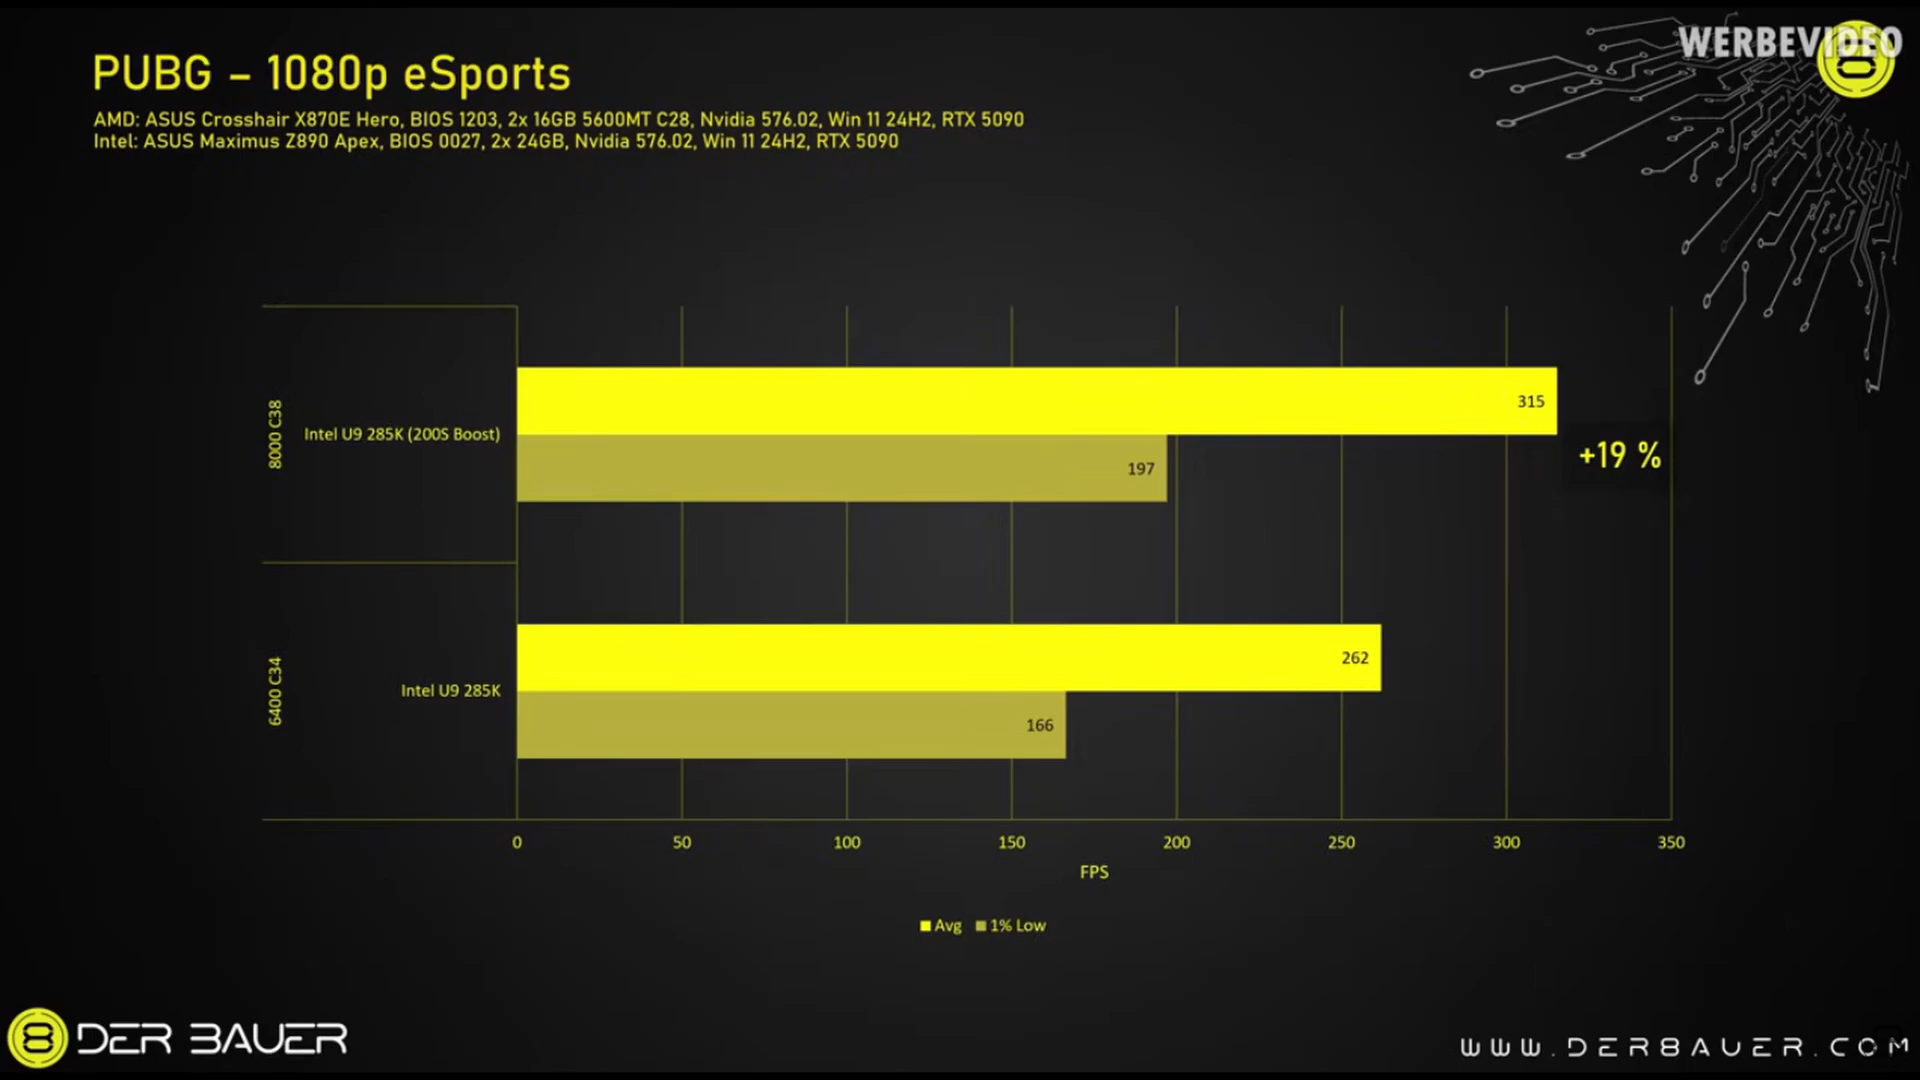 WERBEVIDEO
PUBG – 1080p eSports
AMD: ASUS Crosshair X870E Hero, BIOS 1203, 2x 16GB 5600MT C28, Nvidia 576.02, Win 11 24H2, RTX 5090
Intel: ASUS Maximus Z890 Apex, BIOS 0027, 2x 24GB, Nvidia 576.02, Win 11 24H2, RTX 5090
8000 C38
Intel U9 285K (200S Boost)
315
197
+19 %
6400 C34
Intel U9 285K
262
166
0 50 100 150 200 250 300 350
FPS
Avg 1% Low
DER BAUER
WWW.DER8AUER.COM